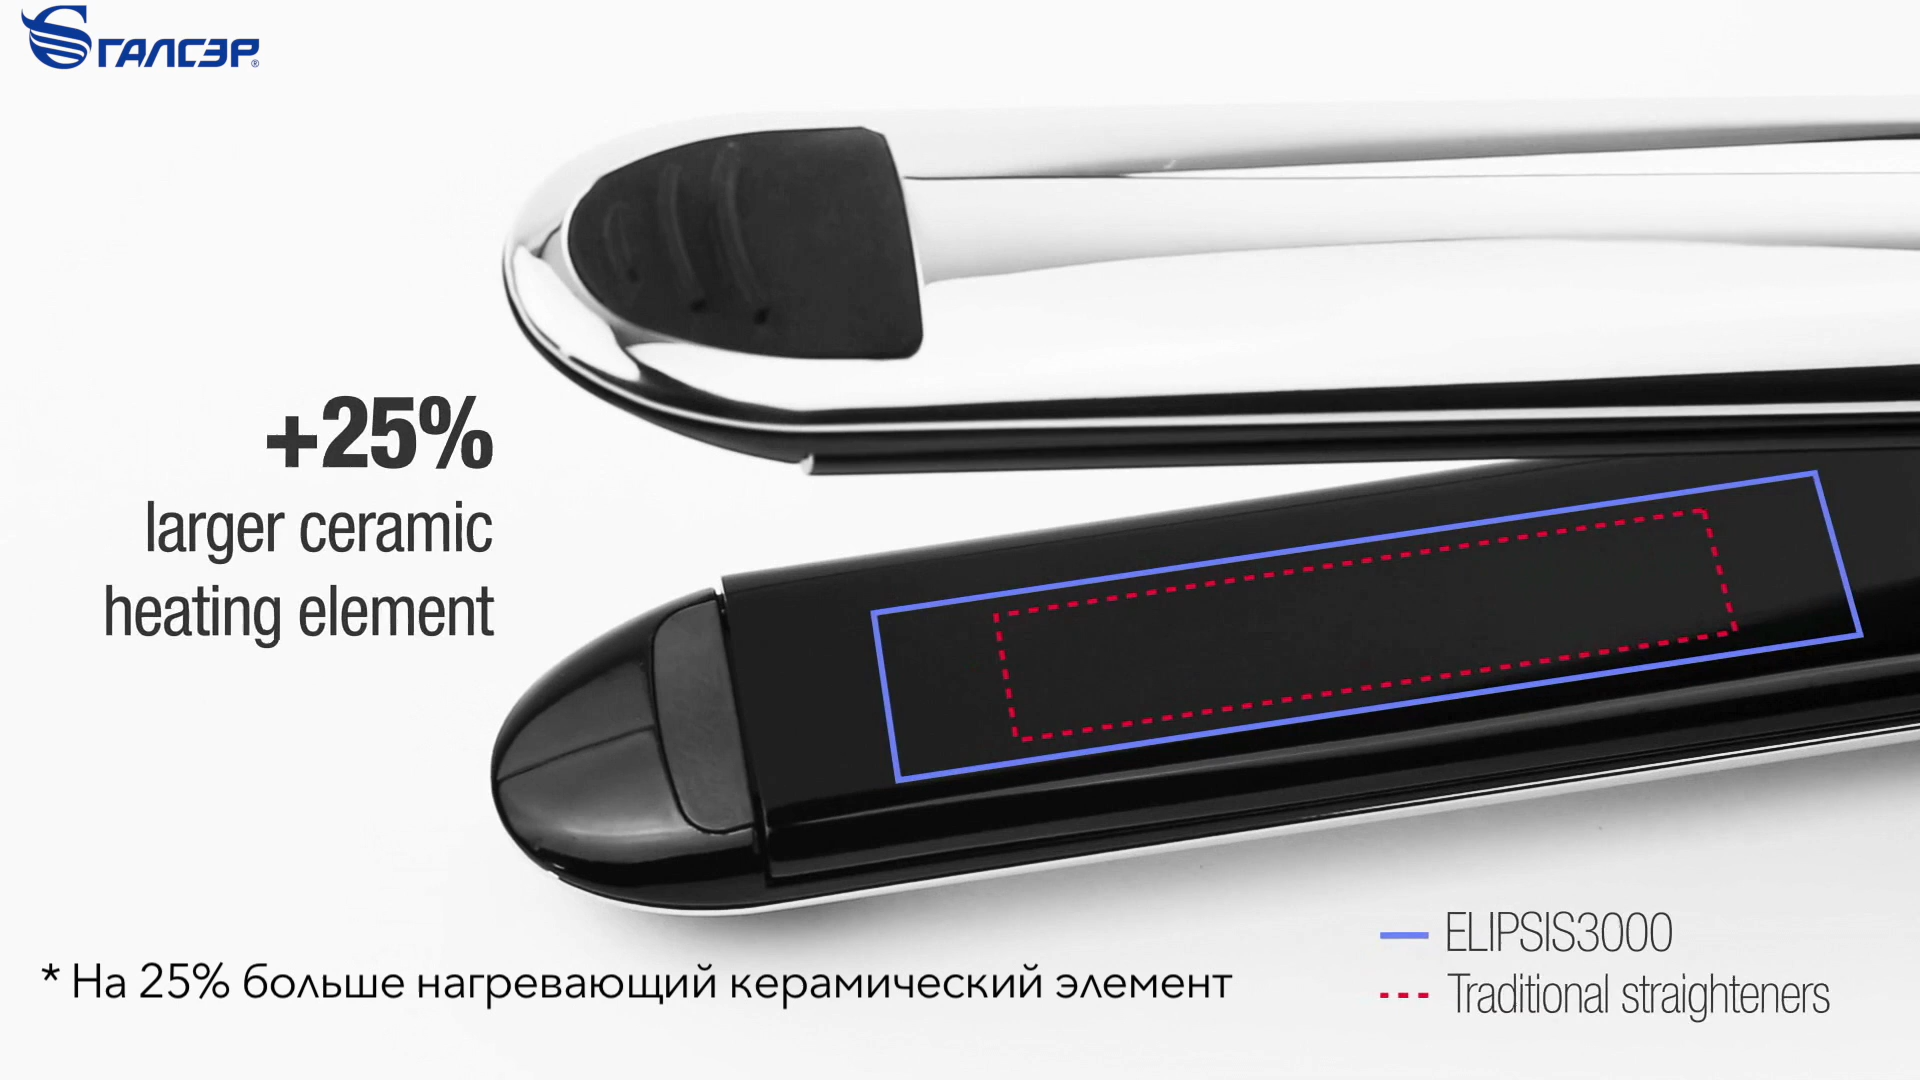 ГАЛСЭР®
+25%
larger ceramic
heating element
ELIPSIS3000
Traditional straighteners
* На 25% больше нагревающий керамический элемент